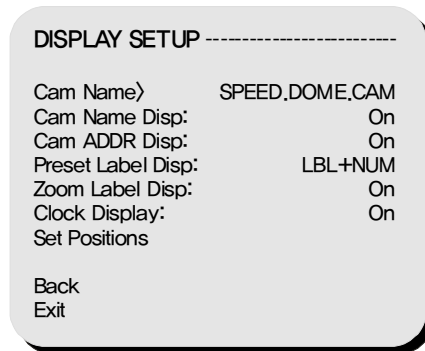 DISPLAY SETUP --------------------------
Cam Name〉 SPEED.DOME.CAM
Cam Name Disp: On
Cam ADDR Disp: On
Preset Label Disp: LBL+NUM
Zoom Label Disp: On
Clock Display: On
Set Positions
Back
Exit